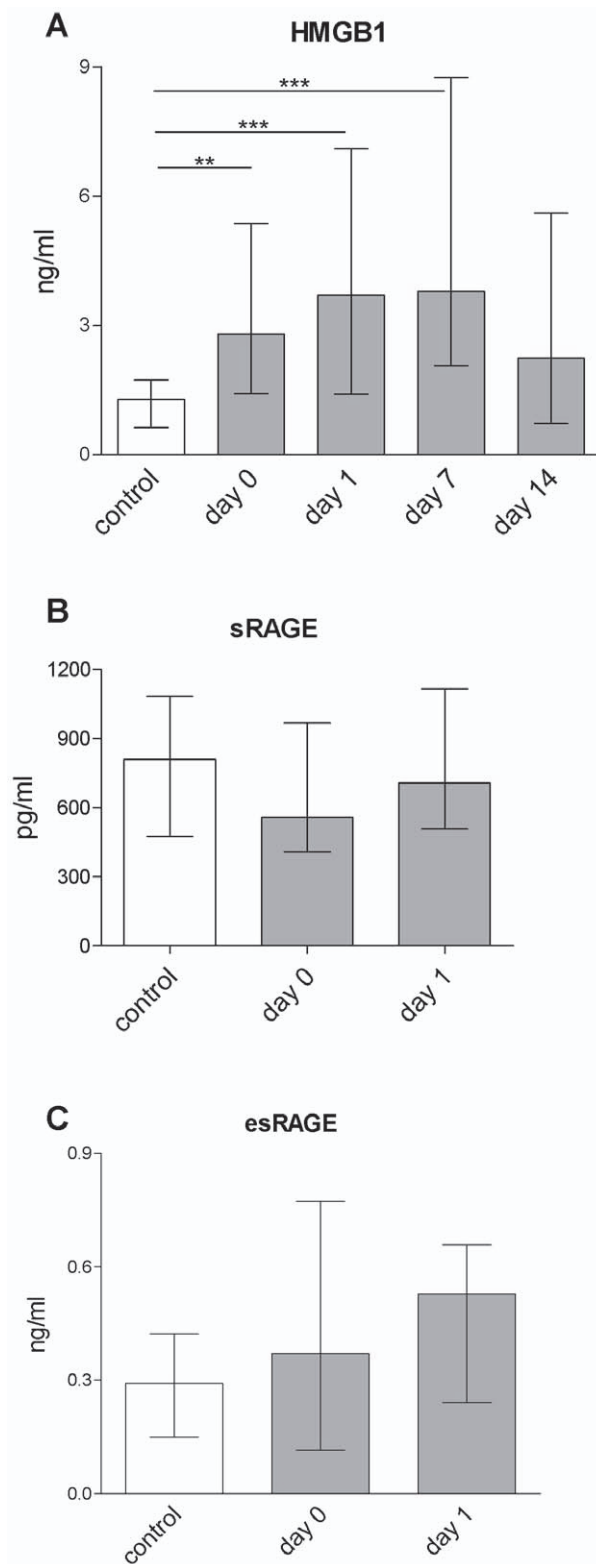 A
HMGB1
9
***
***
**
6
ng/ml
3
0
control
day 0
day 1
day 7
day 14
B
sRAGE
1200
900
pg/ml
600
300
0
control
day 0
day 1
C
esRAGE
0.9
0.6
ng/ml
0.3
0.0
control
day 0
day 1